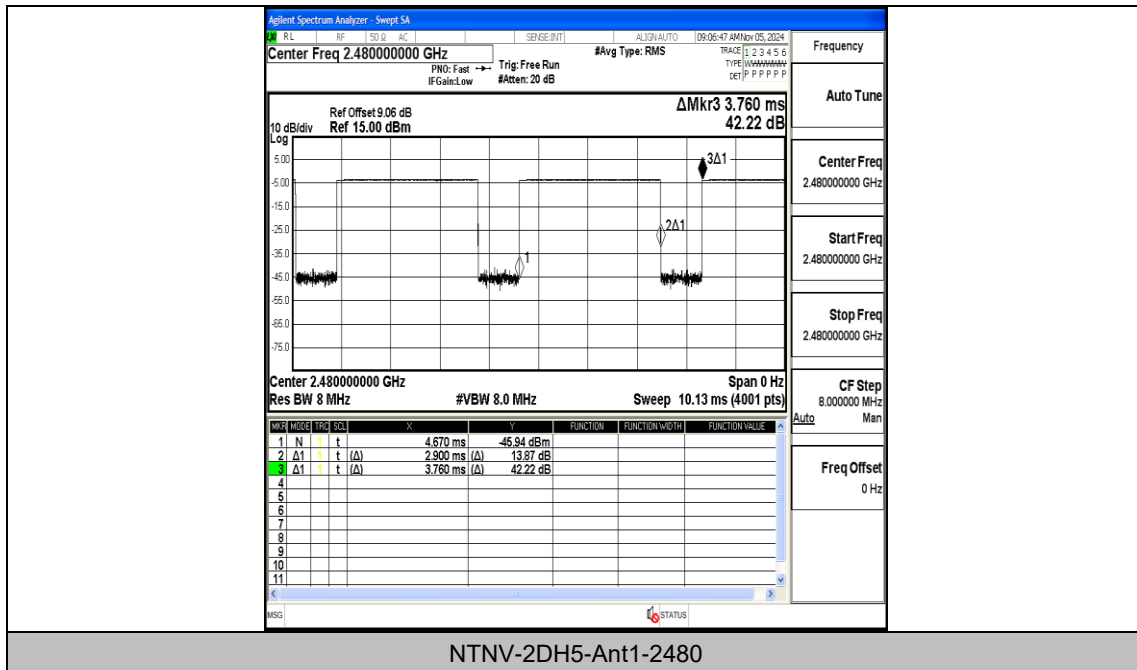 Agilent Spectrum Analyzer - Swept SA
RL RF 50 Ω AC SENSE:INT ALIGN AUTO 09:06:47 AM Nov 05, 2024
Center Freq 2.480000000 GHz #Avg Type: RMS TRACE 1 2 3 4 5 6
PNO: Fast Trig: Free Run TYPE
IFGain:Low #Atten: 20 dB DET P P P P P P
Frequency
Auto Tune
Center Freq
2.480000000 GHz
Start Freq
2.480000000 GHz
Stop Freq
2.480000000 GHz
CF Step
8.000000 MHz
Auto Man
Freq Offset
0 Hz
ΔMkr3 3.760 ms
42.22 dB
Ref Offset 9.06 dB
10 dB/div Ref 15.00 dBm
Log
5.00
-5.00
-15.0
-25.0
-35.0
-45.0
-55.0
-65.0
-75.0
3Δ1
2Δ1
1
Center 2.480000000 GHz Span 0 Hz
Res BW 8 MHz #VBW 8.0 MHz Sweep 10.13 ms (4001 pts)
MKR MODE TRC SCL X Y FUNCTION FUNCTION WIDTH FUNCTION VALUE
1 N 1 t 4.670 ms -45.94 dBm
2 Δ1 1 t (Δ) 2.900 ms (Δ) 13.87 dB
3 Δ1 1 t (Δ) 3.760 ms (Δ) 42.22 dB
4
5
6
7
8
9
10
11
MSG STATUS
NTNV-2DH5-Ant1-2480